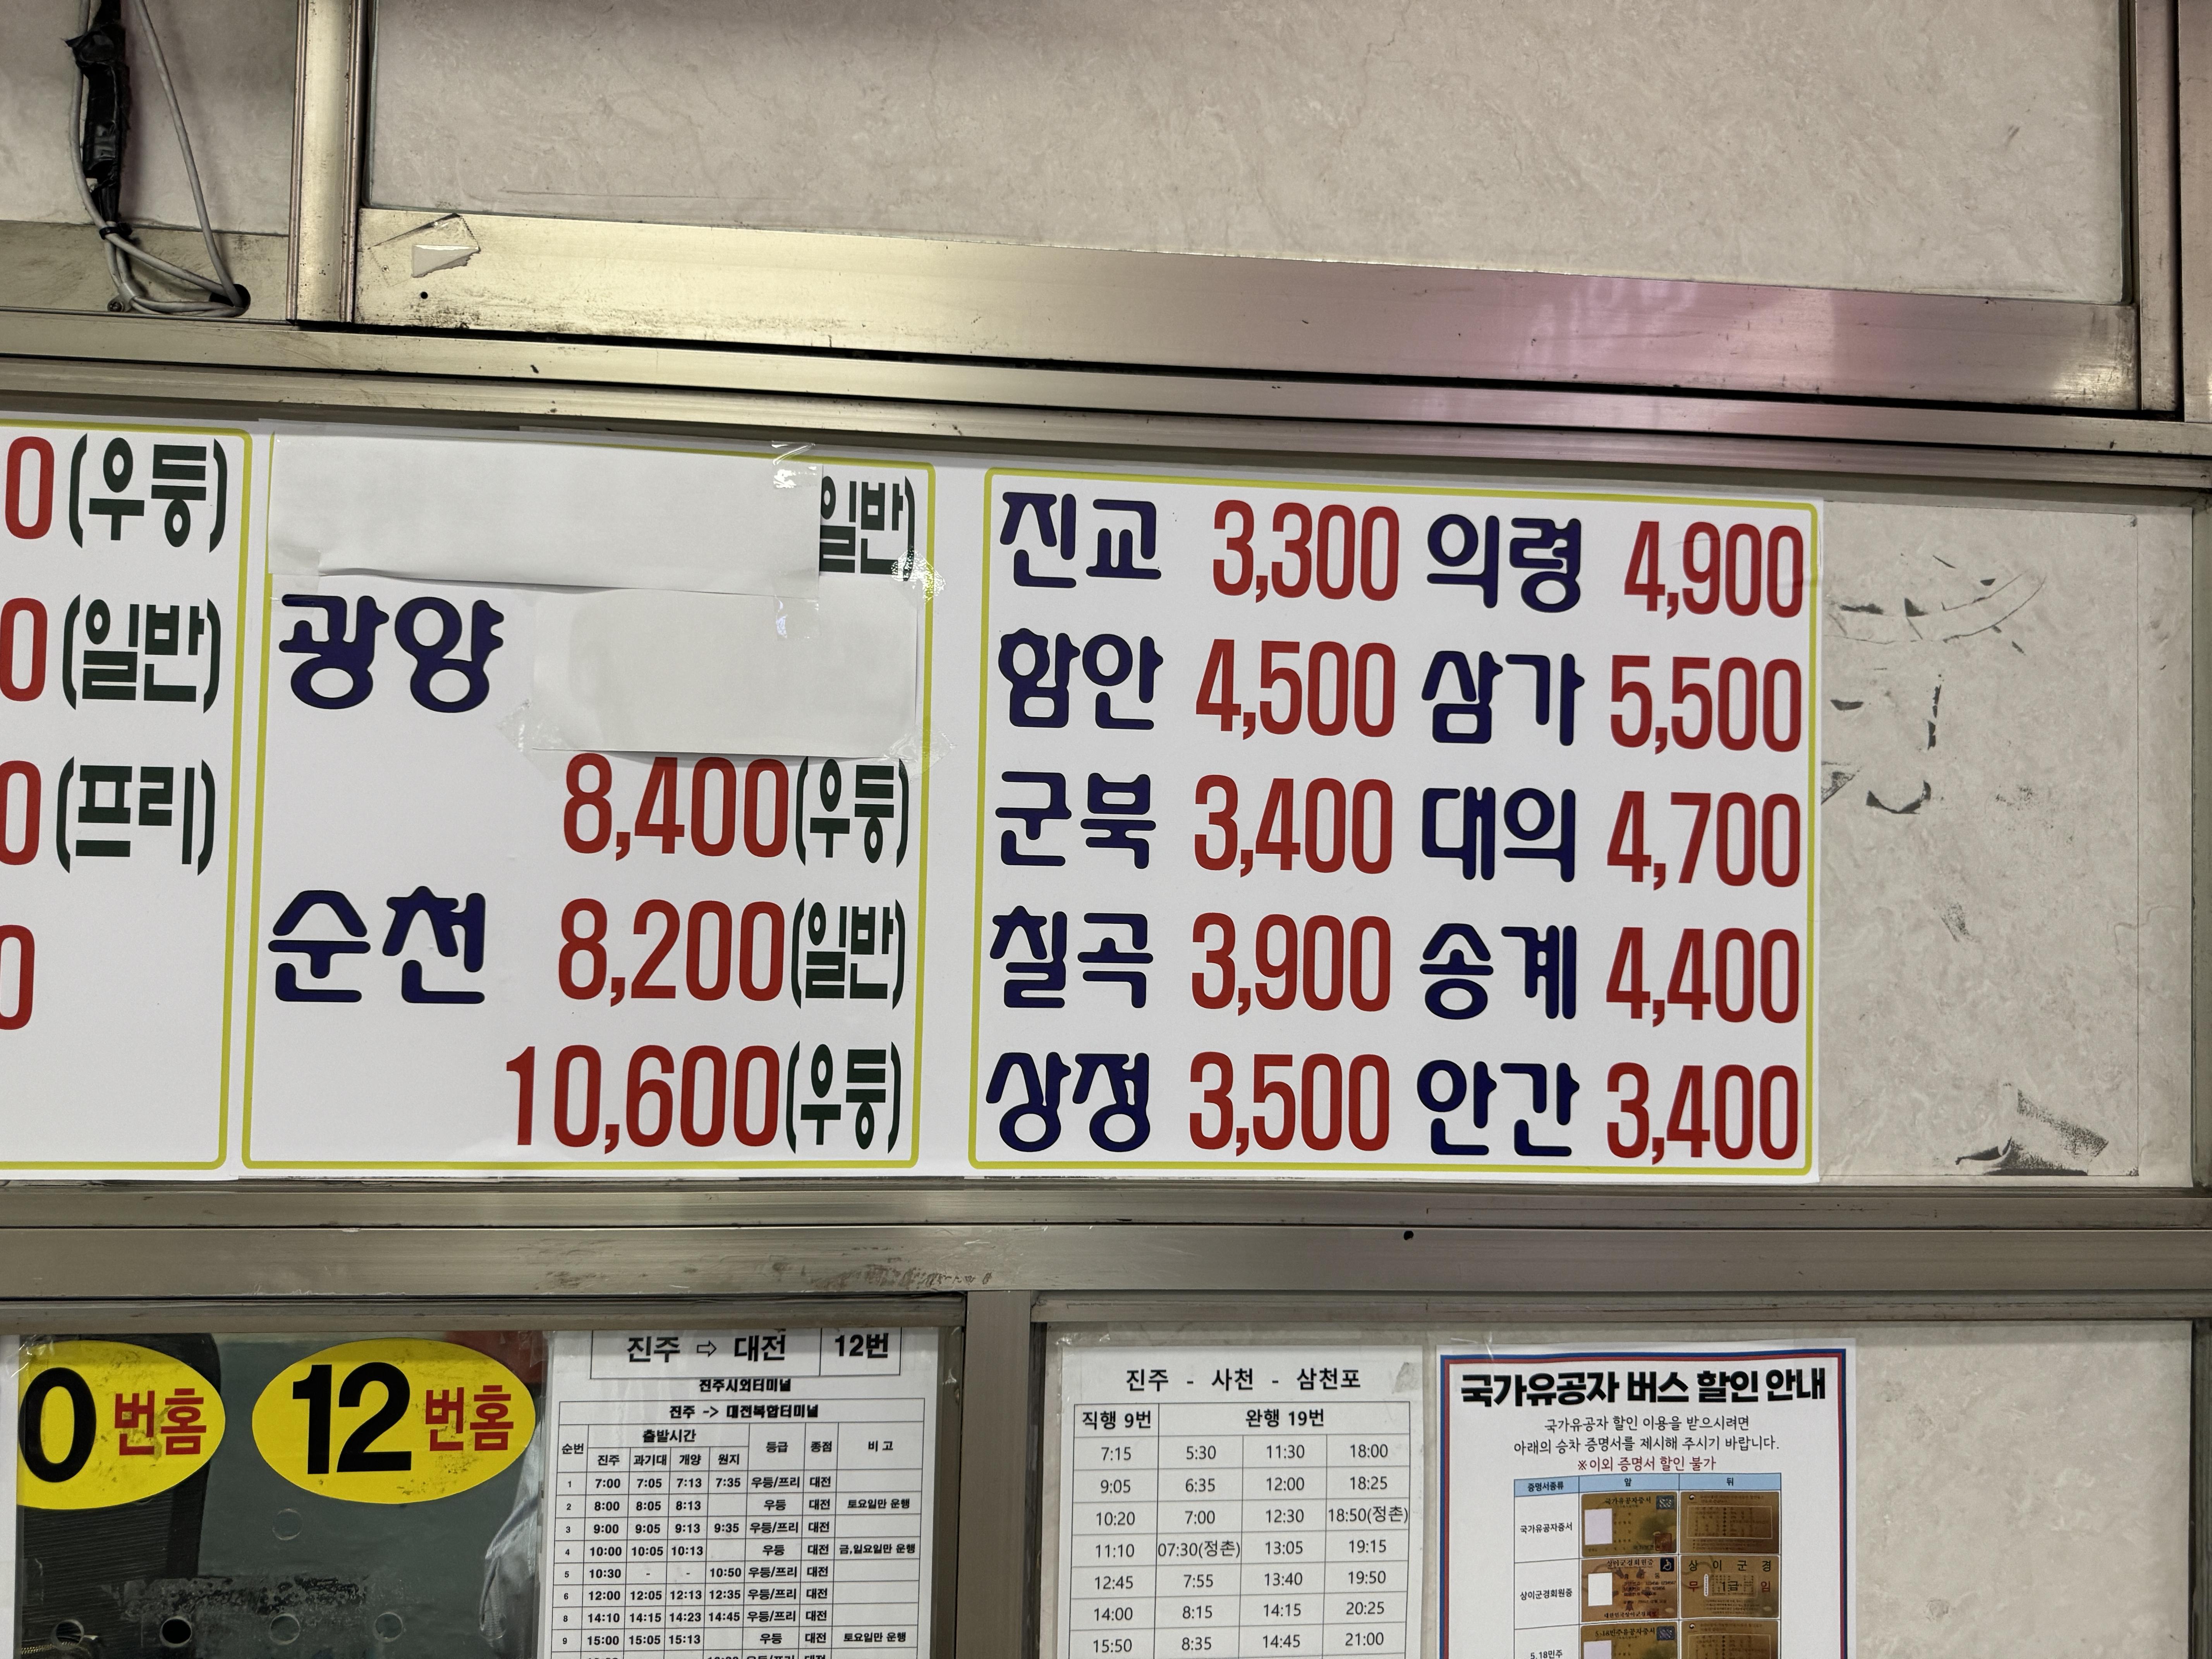 0(우등)
0(일반)
0(프리)
0
일반)
광양
8,400(우등)
순천 8,200(일반)
10,600(우등)
진교 3,300 의령 4,900
함안 4,500 삼가 5,500
군북 3,400 대의 4,700
칠곡 3,900 송계 4,400
상정 3,500 안간 3,400
0번홈
12번홈
진주 ⇨ 대전 12번
진주시외터미널
진주 -> 대전복합터미널
순번 출발시간 등급 종점 비 고
진주 과기대 개양 원지
1 7:00 7:05 7:13 7:35 우등/프리 대전
2 8:00 8:05 8:13 우등 대전 토요일만 운행
3 9:00 9:05 9:13 9:35 우등/프리 대전
4 10:00 10:05 10:13 우등 대전 금,일요일만 운행
5 10:30 - - 10:50 우등/프리 대전
6 12:00 12:05 12:13 12:35 우등/프리 대전
8 14:10 14:15 14:23 14:45 우등/프리 대전
9 15:00 15:05 15:13 우등 대전 토요일만 운행
진주 - 사천 - 삼천포
직행 9번 완행 19번
7:15 5:30 11:30 18:00
9:05 6:35 12:00 18:25
10:20 7:00 12:30 18:50(정촌)
11:10 07:30(정촌) 13:05 19:15
12:45 7:55 13:40 19:50
14:00 8:15 14:15 20:25
15:50 8:35 14:45 21:00
국가유공자 버스 할인 안내
국가유공자 할인 이용을 받으시려면
아래의 승차 증명서를 제시해 주시기 바랍니다.
※이외 증명서 할인 불가
증명서종류 앞 뒤
국가유공자증서
국가유공자증서
상이군경회원증
상이군경
무임
5.18민주